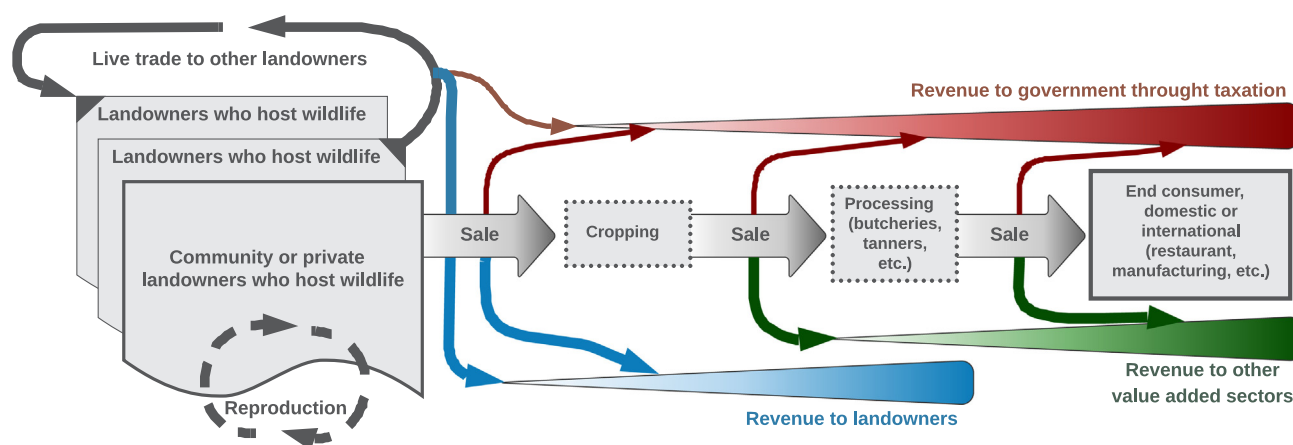 Live trade to other landowners
Landowners who host wildlife
Landowners who host wildlife
Community or private
landowners who host wildlife
Reproduction
Sale
Cropping
Sale
Processing
(butcheries,
tanners,
etc.)
Sale
End consumer,
domestic or
international
(restaurant,
manufacturing, etc.)
Revenue to government throught taxation
Revenue to landowners
Revenue to other
value added sectors